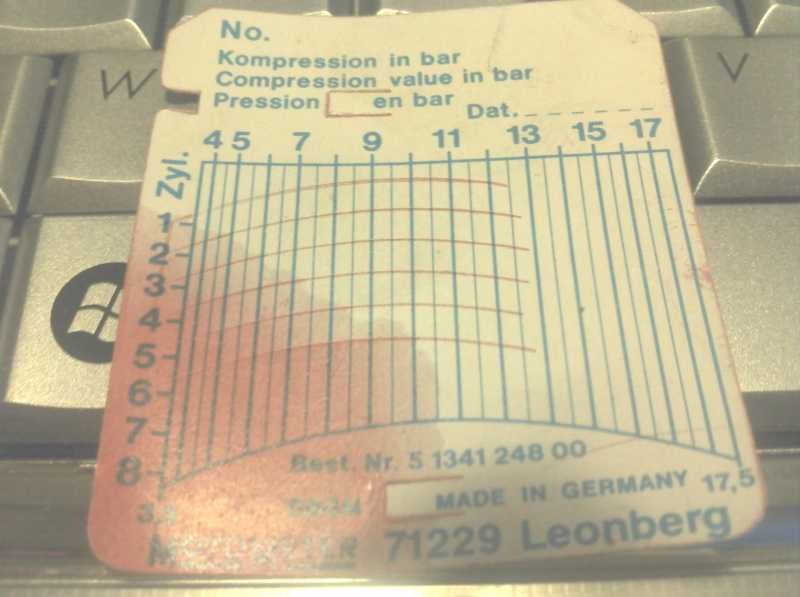 No.
Kompression in bar
Compression value in bar
Pression en bar
Dat.
4 5 7 9 11 13 15 17
Zyl.
1
2
3
4
5
6
7
8
Best. Nr. 5 1341 248 00
MADE IN GERMANY 17,5
71229 Leonberg
W
V